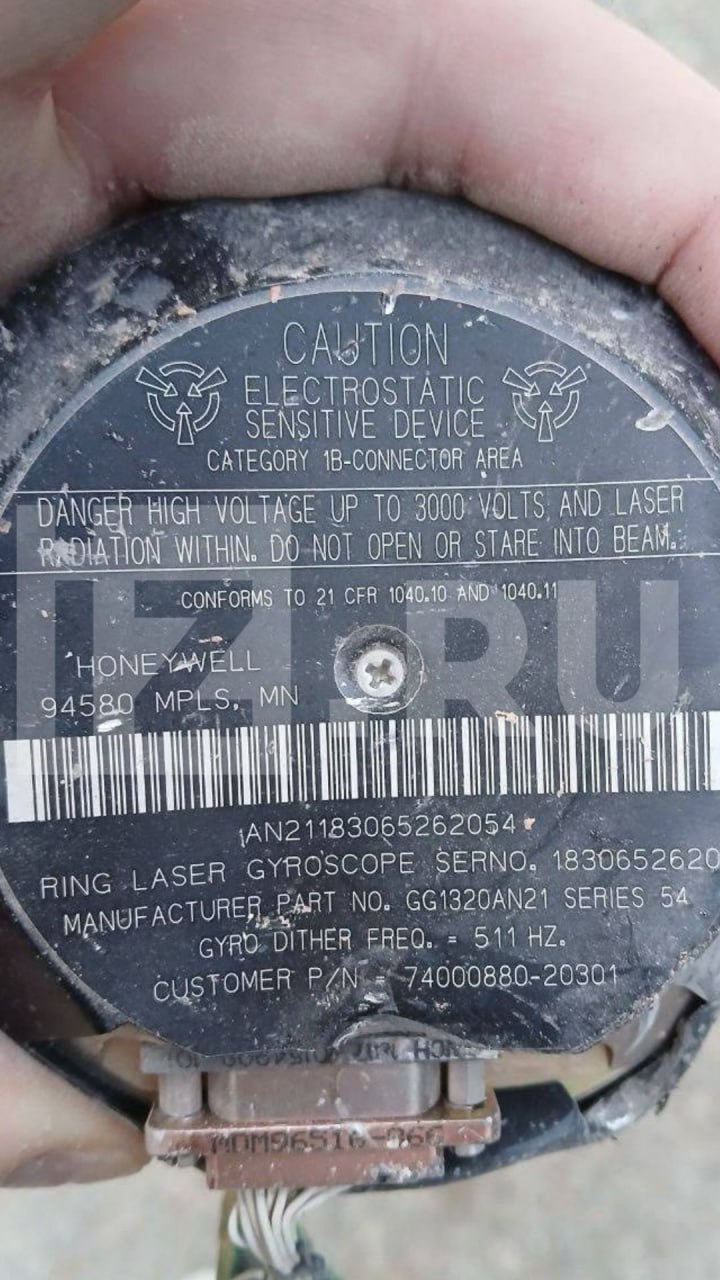 CAUTION
ELECTROSTATIC
SENSITIVE DEVICE
CATEGORY 1B-CONNECTOR AREA
DANGER HIGH VOLTAGE UP TO 3000 VOLTS AND LASER
RADIATION WITHIN. DO NOT OPEN OR STARE INTO BEAM.
CONFORMS TO 21 CFR 1040.10 AND 1040.11
IZ.RU
HONEYWELL
94580 MPLS, MN
AN21183065262054
RING LASER GYROSCOPE SERNO. 1830652620
MANUFACTURER PART NO. GG1320AN21 SERIES 54
GYRO DITHER FREQ. = 511 HZ.
CUSTOMER P/N = 74000880-20301